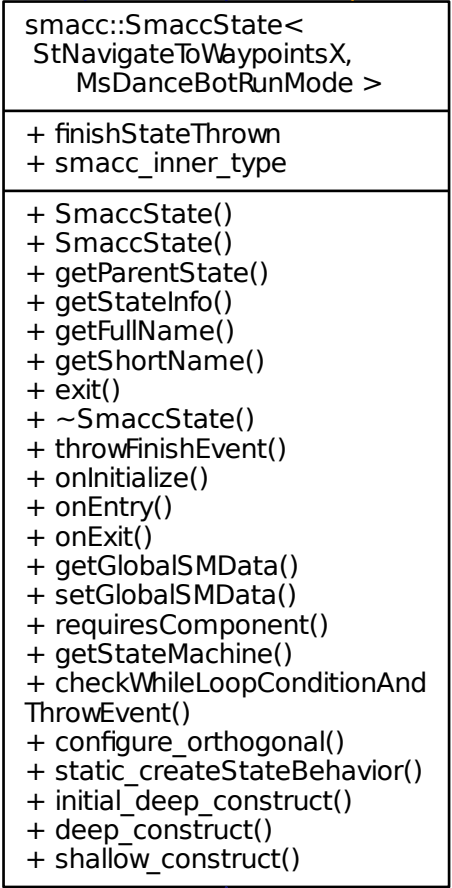 smacc::SmaccState<
StNavigateToWaypointsX,
MsDanceBotRunMode >
+ finishStateThrown
+ smacc_inner_type
+ SmaccState()
+ SmaccState()
+ getParentState()
+ getStateInfo()
+ getFullName()
+ getShortName()
+ exit()
+ ~SmaccState()
+ throwFinishEvent()
+ onInitialize()
+ onEntry()
+ onExit()
+ getGlobalSMData()
+ setGlobalSMData()
+ requiresComponent()
+ getStateMachine()
+ checkWhileLoopConditionAnd
ThrowEvent()
+ configure_orthogonal()
+ static_createStateBehavior()
+ initial_deep_construct()
+ deep_construct()
+ shallow_construct()